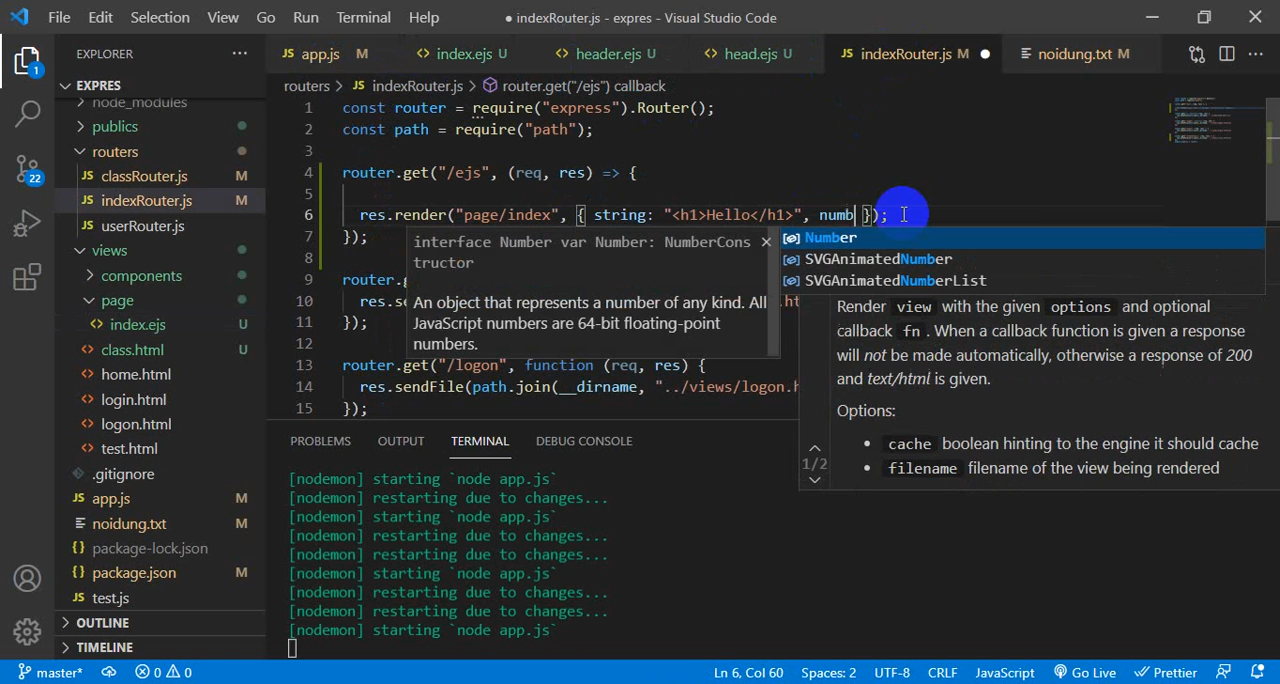 File Edit Selection View Go Run Terminal Help ● indexRouter.js - expres - Visual Studio Code
EXPLORER ···
JS app.js M <> index.ejs U <> header.ejs U <> head.ejs U JS indexRouter.js M ● noidung.txt M ···
EXPRES
node_modules
publics
routers
JS classRouter.js M
JS indexRouter.js M
JS userRouter.js
views
components
page
<> index.ejs U
<> class.html U
<> home.html
<> login.html
<> logon.html
<> test.html
.gitignore
JS app.js M
noidung.txt M
{} package-lock.json
{} package.json M
JS test.js
OUTLINE
TIMELINE
1
22
routers > JS indexRouter.js > router.get("/ejs") callback
1 const router = require("express").Router();
2 const path = require("path");
3
4 router.get("/ejs", (req, res) => {
5
6 res.render("page/index", { string: "<h1>Hello</h1>", numb });
7 });
8
9 router.g
10 res.se
11 });
12
13 router.get("/logon", function (req, res) {
14 res.sendFile(path.join(__dirname, "../views/logon.h
15 });
interface Number var Number: NumberCons
tructor
An object that represents a number of any kind. All
JavaScript numbers are 64-bit floating-point
numbers.
Number
SVGAnimatedNumber
SVGAnimatedNumberList
Render view with the given options and optional
callback fn . When a callback function is given a response
will not be made automatically, otherwise a response of 200
and text/html is given.
Options:
• cache boolean hinting to the engine it should cache
• filename filename of the view being rendered
1/2
PROBLEMS OUTPUT TERMINAL DEBUG CONSOLE
[nodemon] starting `node app.js`
[nodemon] restarting due to changes...
[nodemon] starting `node app.js`
[nodemon] restarting due to changes...
[nodemon] restarting due to changes...
[nodemon] starting `node app.js`
[nodemon] restarting due to changes...
[nodemon] restarting due to changes...
[nodemon] starting `node app.js`
master* 0 0 Ln 6, Col 60 Spaces: 2 UTF-8 CRLF JavaScript Go Live Prettier